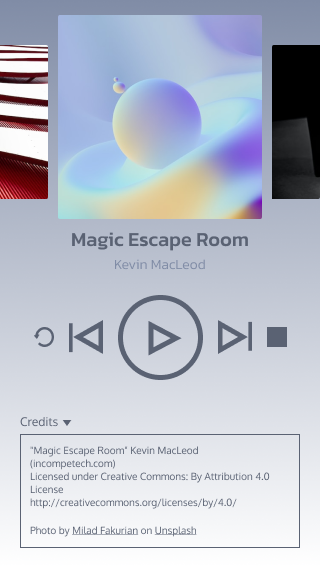 Magic Escape Room
Kevin MacLeod
Credits
"Magic Escape Room" Kevin MacLeod
(incompetech.com)
Licensed under Creative Commons: By Attribution 4.0
License
http://creativecommons.org/licenses/by/4.0/
Photo by Milad Fakurian on Unsplash